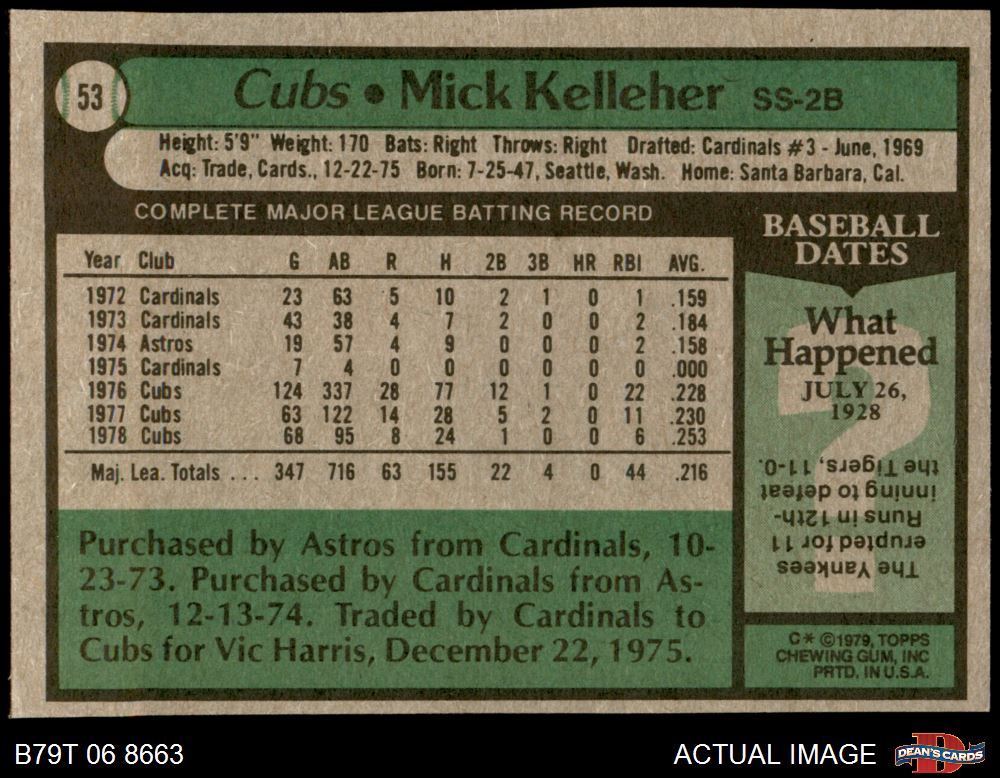 53
Cubs • Mick Kelleher SS-2B
Height: 5'9" Weight: 170 Bats: Right Throws: Right Drafted: Cardinals #3 - June, 1969
Acq: Trade, Cards., 12-22-75 Born: 7-25-47, Seattle, Wash. Home: Santa Barbara, Cal.
COMPLETE MAJOR LEAGUE BATTING RECORD
Year Club G AB R H 2B 3B HR RBI AVG.
1972 Cardinals 23 63 5 10 2 1 0 1 .159
1973 Cardinals 43 38 4 7 2 0 0 2 .184
1974 Astros 19 57 4 9 0 0 0 2 .158
1975 Cardinals 7 4 0 0 0 0 0 0 .000
1976 Cubs 124 337 28 77 12 1 0 22 .228
1977 Cubs 63 122 14 28 5 2 0 11 .230
1978 Cubs 68 95 8 24 1 0 0 6 .253
Maj. Lea. Totals . . . 347 716 63 155 22 4 0 44 .216
Purchased by Astros from Cardinals, 10-
23-73. Purchased by Cardinals from As-
tros, 12-13-74. Traded by Cardinals to
Cubs for Vic Harris, December 22, 1975.
BASEBALL
DATES
What
Happened
JULY 26,
1928
?
The Yankees
erupted for 11
Runs in 12th-
inning to defeat
the Tigers, 11-0.
C* ©1979, TOPPS
CHEWING GUM, INC
PRTD. IN U.S.A.
B79T 06 8663
ACTUAL IMAGE
DEAN'S CARDS